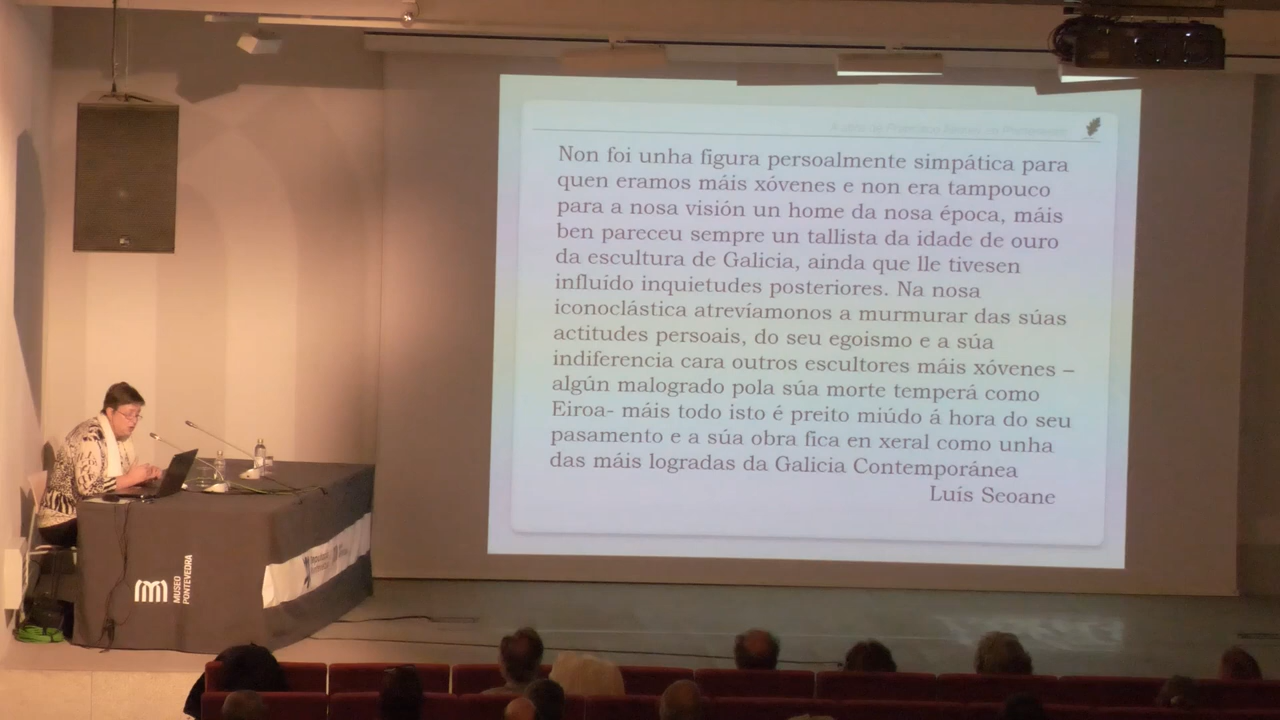 Non foi unha figura persoalmente simpática para
quen eramos máis xóvenes e non era tampouco
para a nosa visión un home da nosa época, máis
ben pareceu sempre un tallista da idade de ouro
da escultura de Galicia, ainda que lle tivesen
influido inquietudes posteriores. Na nosa
iconoclástica atrevíamonos a murmurar das súas
actitudes persoais, do seu egoismo e a súa
indiferencia cara outros escultores máis xóvenes –
algún malogrado pola súa morte temperá como
Eiroa- máis todo isto é preito miúdo á hora do seu
pasamento e a súa obra fica en xeral como unha
das máis logradas da Galicia Contemporánea
Luís Seoane
MUSEO
PONTEVEDRA